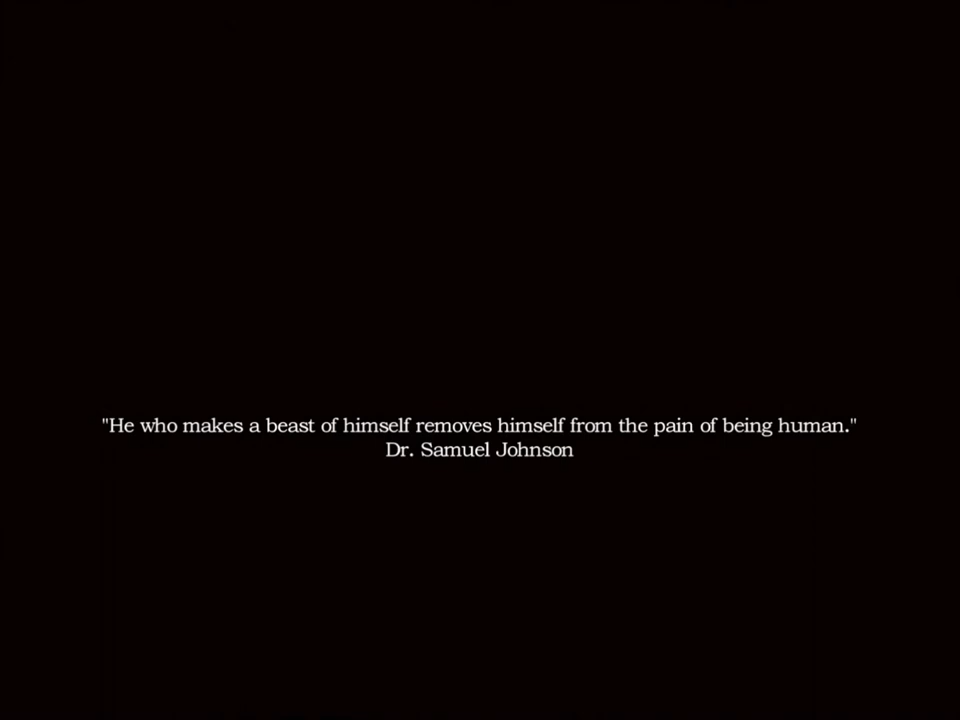 "He who makes a beast of himself removes himself from the pain of being human."
Dr. Samuel Johnson